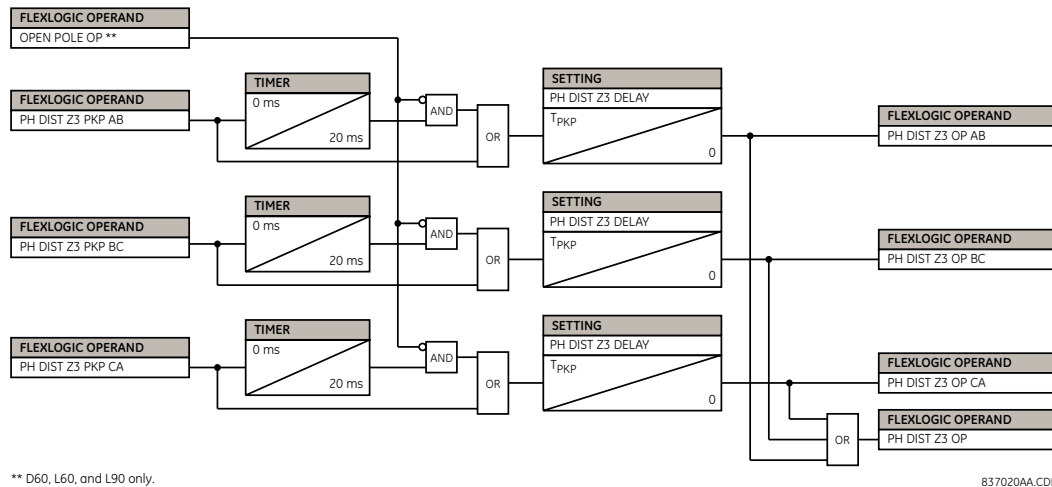 FLEXLOGIC OPERAND
OPEN POLE OP **
FLEXLOGIC OPERAND
PH DIST Z3 PKP AB
TIMER
0 ms
20 ms
AND
OR
SETTING
PH DIST Z3 DELAY
TPKP
0
FLEXLOGIC OPERAND
PH DIST Z3 OP AB
FLEXLOGIC OPERAND
PH DIST Z3 PKP BC
TIMER
0 ms
20 ms
AND
OR
SETTING
PH DIST Z3 DELAY
TPKP
0
FLEXLOGIC OPERAND
PH DIST Z3 OP BC
FLEXLOGIC OPERAND
PH DIST Z3 PKP CA
TIMER
0 ms
20 ms
AND
OR
SETTING
PH DIST Z3 DELAY
TPKP
0
FLEXLOGIC OPERAND
PH DIST Z3 OP CA
OR
FLEXLOGIC OPERAND
PH DIST Z3 OP
** D60, L60, and L90 only.